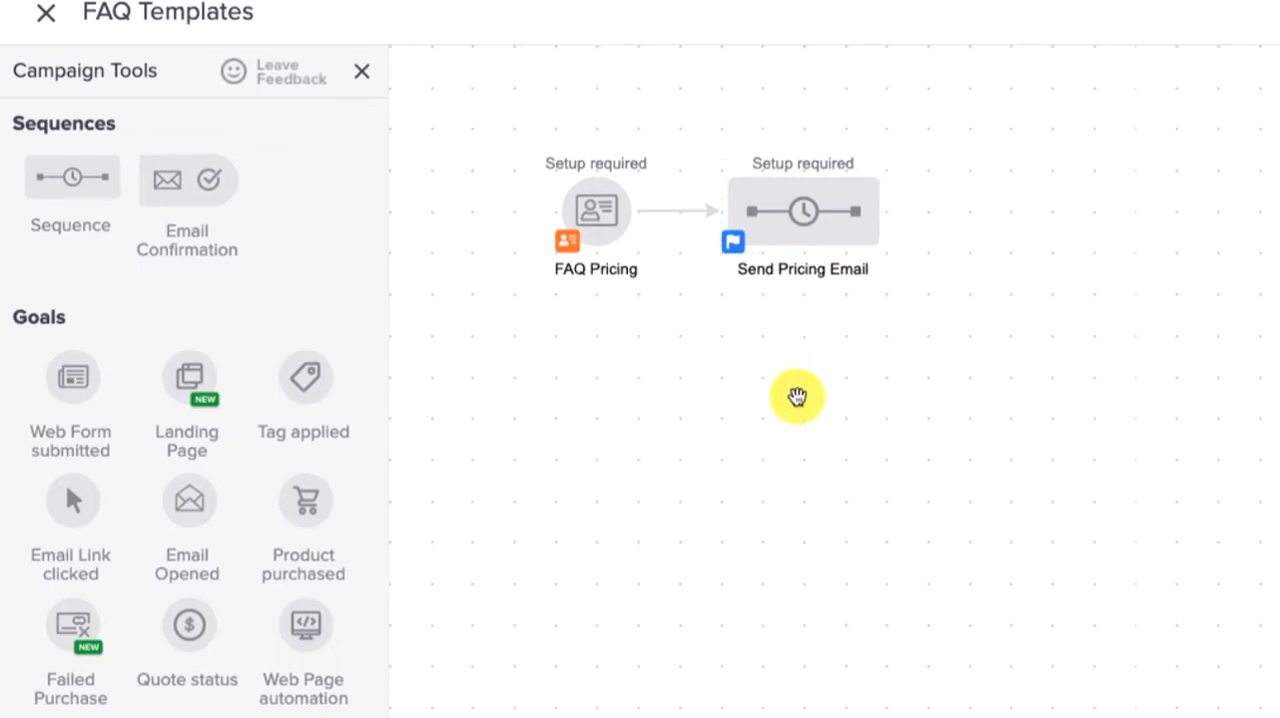 FAQ Templates
Campaign Tools
Leave
Feedback
Sequences
Sequence
Email
Confirmation
Goals
NEW
Web Form
submitted
Landing
Page
Tag applied
Email Link
clicked
Email
Opened
Product
purchased
NEW
Failed
Purchase
Quote status
Web Page
automation
Setup required
Setup required
FAQ Pricing
Send Pricing Email